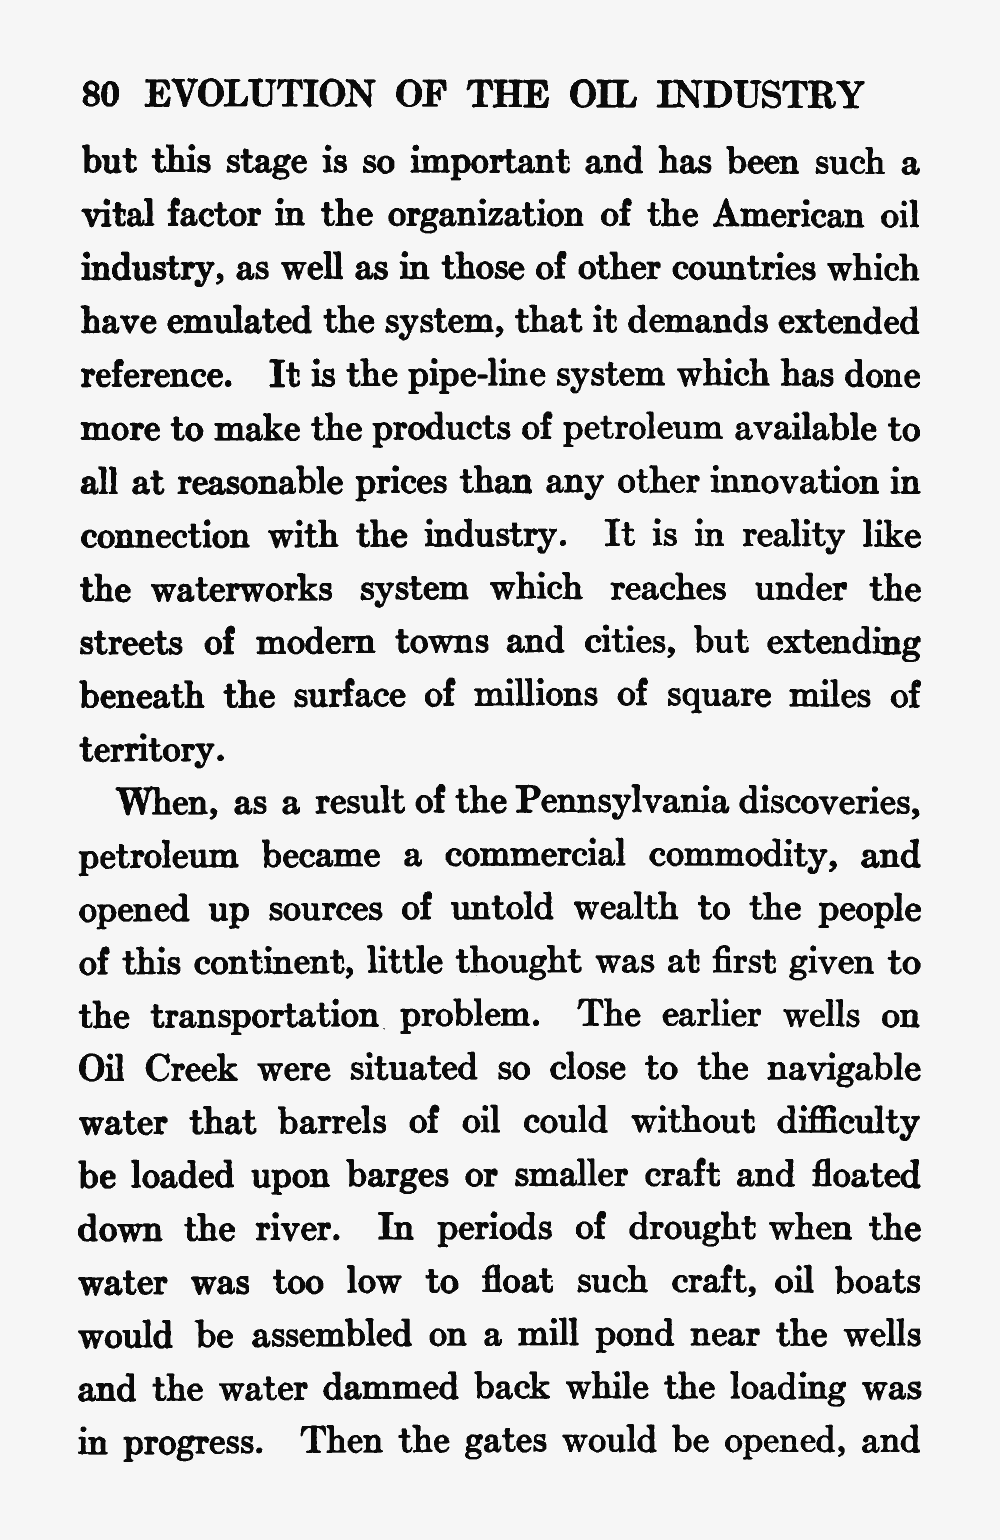 80 EVOLUTION OF THE OIL INDUSTRY
but this stage is so important and has been such a
vital factor in the organization of the American oil
industry, as well as in those of other countries which
have emulated the system, that it demands extended
reference. It is the pipe-line system which has done
more to make the products of petroleum available to
all at reasonable prices than any other innovation in
connection with the industry. It is in reality like
the waterworks system which reaches under the
streets of modern towns and cities, but extending
beneath the surface of millions of square miles of
territory.
When, as a result of the Pennsylvania discoveries,
petroleum became a commercial commodity, and
opened up sources of untold wealth to the people
of this continent, little thought was at first given to
the transportation problem. The earlier wells on
Oil Creek were situated so close to the navigable
water that barrels of oil could without difficulty
be loaded upon barges or smaller craft and floated
down the river. In periods of drought when the
water was too low to float such craft, oil boats
would be assembled on a mill pond near the wells
and the water dammed back while the loading was
in progress. Then the gates would be opened, and